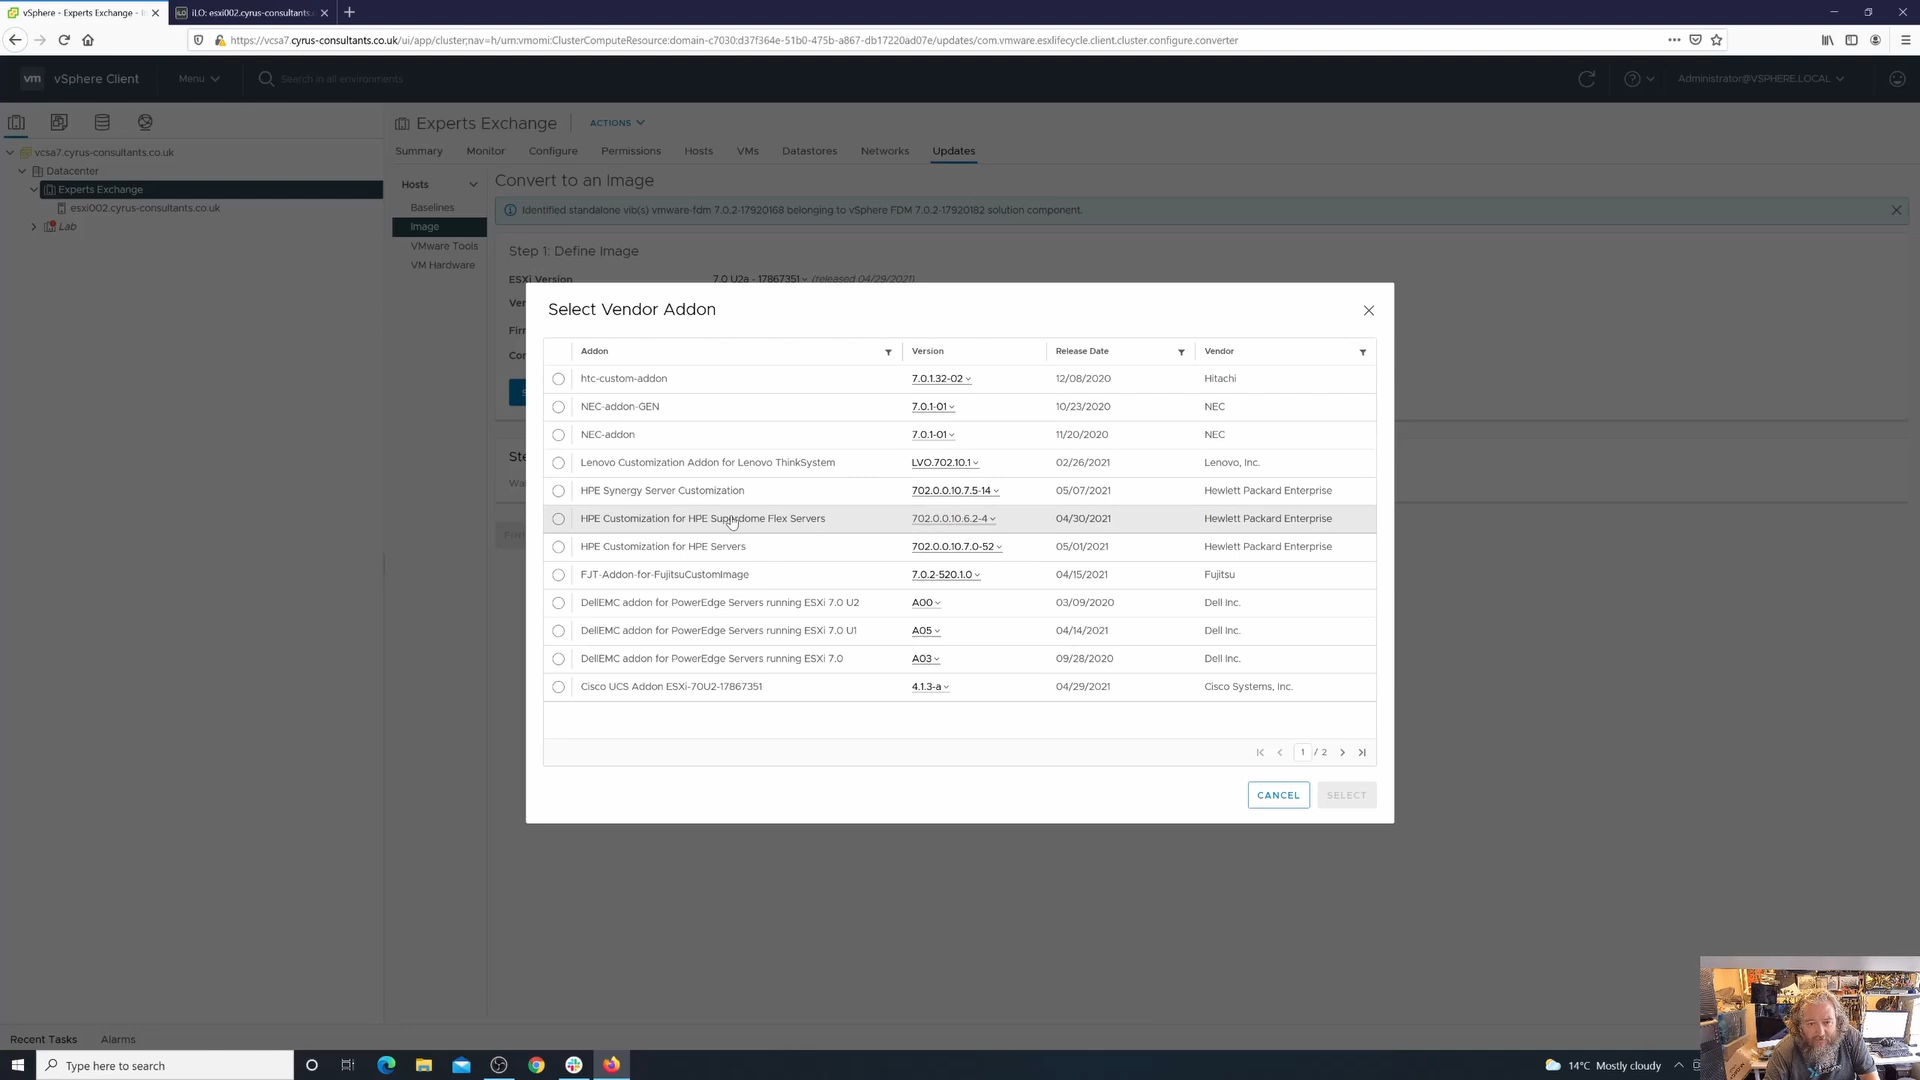 vSphere - Experts Exchange - I
iLO: esxi002.cyrus-consultants.
https://vcsa7.cyrus-consultants.co.uk/ui/app/cluster;nav=h/urn:vmomi:ClusterComputeResource:domain-c7030:d37f364e-51b0-475b-a867-db17220ad07e/updates/com.vmware.esxlifecycle.client.cluster.configure.converter
vm vSphere Client Menu Search in all environments Administrator@VSPHERE.LOCAL
Experts Exchange ACTIONS
vcsa7.cyrus-consultants.co.uk
Datacenter
Experts Exchange
esxi002.cyrus-consultants.co.uk
Lab
Summary Monitor Configure Permissions Hosts VMs Datastores Networks Updates
Hosts
Baselines
Image
VMware Tools
VM Hardware
Convert to an Image
Identified standalone vib(s) vmware-fdm 7.0.2-17920168 belonging to vSphere FDM 7.0.2-17920182 solution component.
Step 1: Define Image
ESXi Version 7.0 U2a - 17867351 (released 04/29/2021)
Select Vendor Addon
Addon Version Release Date Vendor
htc-custom-addon 7.0.1.32-02 12/08/2020 Hitachi
NEC-addon-GEN 7.0.1-01 10/23/2020 NEC
NEC-addon 7.0.1-01 11/20/2020 NEC
Lenovo Customization Addon for Lenovo ThinkSystem LVO.702.10.1 02/26/2021 Lenovo, Inc.
HPE Synergy Server Customization 702.0.0.10.7.5-14 05/07/2021 Hewlett Packard Enterprise
HPE Customization for HPE Superdome Flex Servers 702.0.0.10.6.2-4 04/30/2021 Hewlett Packard Enterprise
HPE Customization for HPE Servers 702.0.0.10.7.0-52 05/01/2021 Hewlett Packard Enterprise
FJT-Addon-for-FujitsuCustomImage 7.0.2-520.1.0 04/15/2021 Fujitsu
DellEMC addon for PowerEdge Servers running ESXi 7.0 U2 A00 03/09/2020 Dell Inc.
DellEMC addon for PowerEdge Servers running ESXi 7.0 U1 A05 04/14/2021 Dell Inc.
DellEMC addon for PowerEdge Servers running ESXi 7.0 A03 09/28/2020 Dell Inc.
Cisco UCS Addon ESXi-70U2-17867351 4.1.3-a 04/29/2021 Cisco Systems, Inc.
1 / 2
CANCEL SELECT
Recent Tasks Alarms
Type here to search
14°C Mostly cloudy